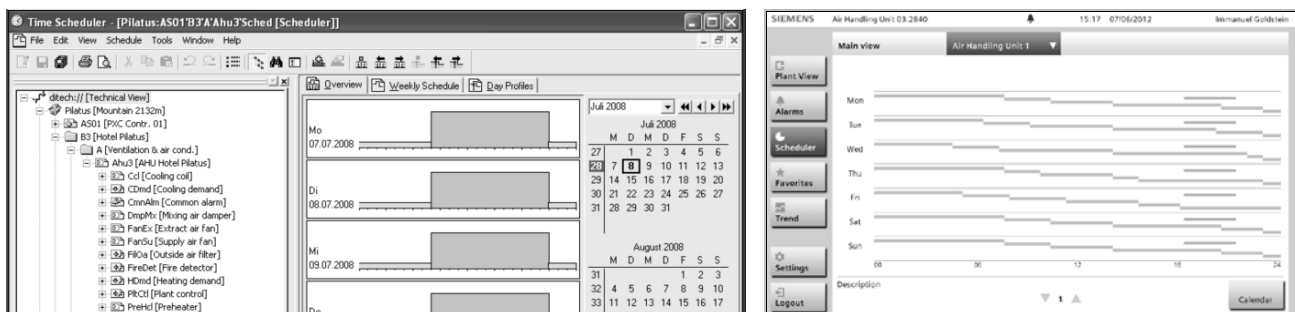 Time Scheduler - [Pilatus:AS01'B3'A'Ahu3'Sched [Scheduler]]
File Edit View Schedule Tools Window Help
Overview Weekly Schedule Day Profiles
ditech:// [Technical View]
Pilatus [Mountain 2132m]
AS01 [PXC Contr. 01]
B3 [Hotel Pilatus]
A [Ventilation & air cond.]
Ahu3 [AHU Hotel Pilatus]
Ccl [Cooling coil]
CDmd [Cooling demand]
CmnAlm [Common alarm]
DmpMx [Mixing air damper]
FanEx [Extract air fan]
FanSu [Supply air fan]
FilOa [Outside air filter]
FireDet [Fire detector]
HDmd [Heating demand]
PltCtl [Plant control]
PreHcl [Preheater]
Mo
07.07.2008
Di
08.07.2008
Mi
09.07.2008
Do
Juli 2008
Juli 2008
M D M D F S S
27 1 2 3 4 5 6
28 7 8 9 10 11 12 13
29 14 15 16 17 18 19 20
30 21 22 23 24 25 26 27
31 28 29 30 31
August 2008
M D M D F S S
31 1 2 3
32 4 5 6 7 8 9 10
33 11 12 13 14 15 16 17
SIEMENS Air Handling Unit 03.2640 15:17 07/06/2012 Immanuel Goldstein
Main view Air Handling Unit 1
Plant View
Alarms
Scheduler
Favorites
Trend
Settings
Logout
Mon
Tue
Wed
Thu
Fri
Sat
Sun
00 06 12 18 24
Description
1
Calendar